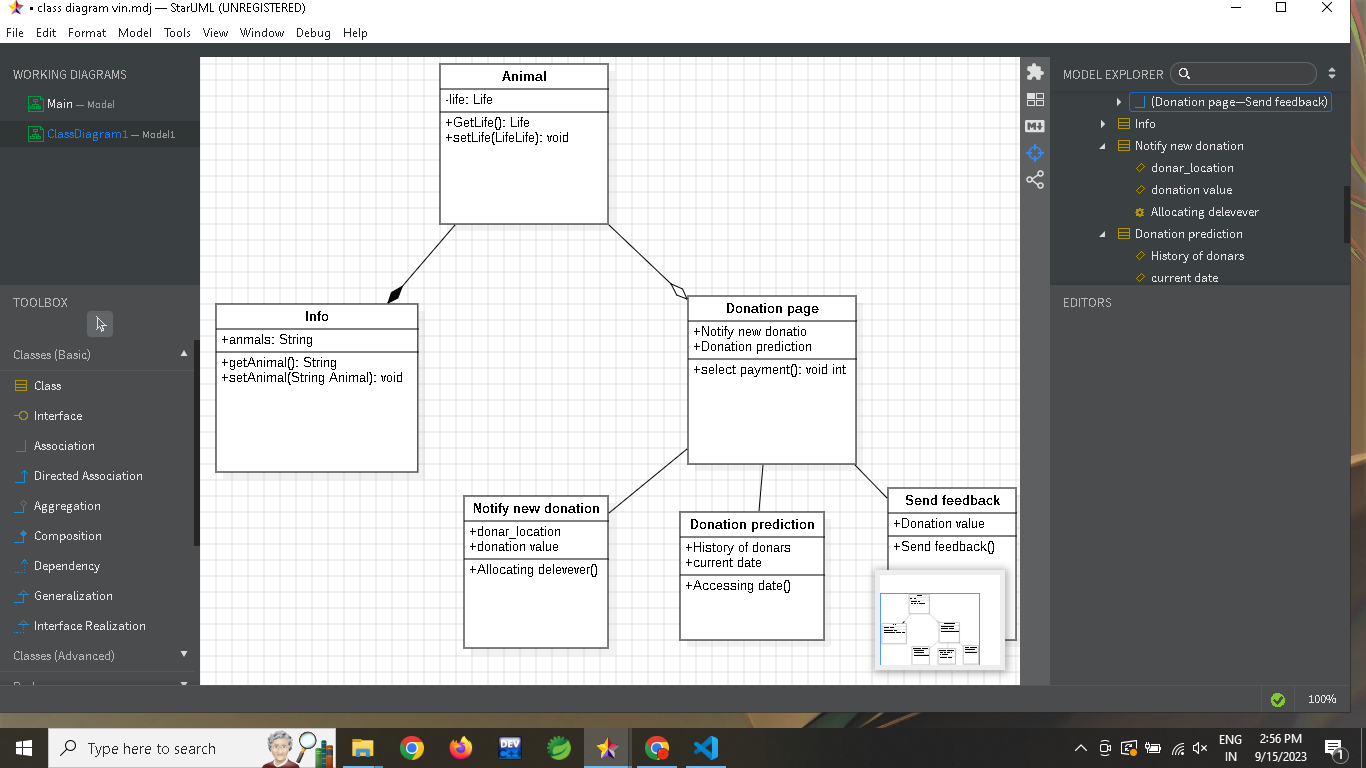 • class diagram vin.mdj — StarUML (UNREGISTERED)
File Edit Format Model Tools View Window Debug Help
WORKING DIAGRAMS
Main — Model
ClassDiagram1 — Model1
TOOLBOX
Classes (Basic)
Class
Interface
Association
Directed Association
Aggregation
Composition
Dependency
Generalization
Interface Realization
Classes (Advanced)
Animal
-life: Life
+GetLife(): Life
+setLife(LifeLife): void
Info
+anmals: String
+getAnimal(): String
+setAnimal(String Animal): void
Donation page
+Notify new donatio
+Donation prediction
+select payment(): void int
Notify new donation
+donar_location
+donation value
+Allocating delevever()
Donation prediction
+History of donars
+current date
+Accessing date()
Send feedback
+Donation value
+Send feedback()
M
MODEL EXPLORER
(Donation page—Send feedback)
Info
Notify new donation
donar_location
donation value
Allocating delevever
Donation prediction
History of donars
current date
EDITORS
100%
Type here to search
DEV
ENG
IN
2:56 PM
9/15/2023
1